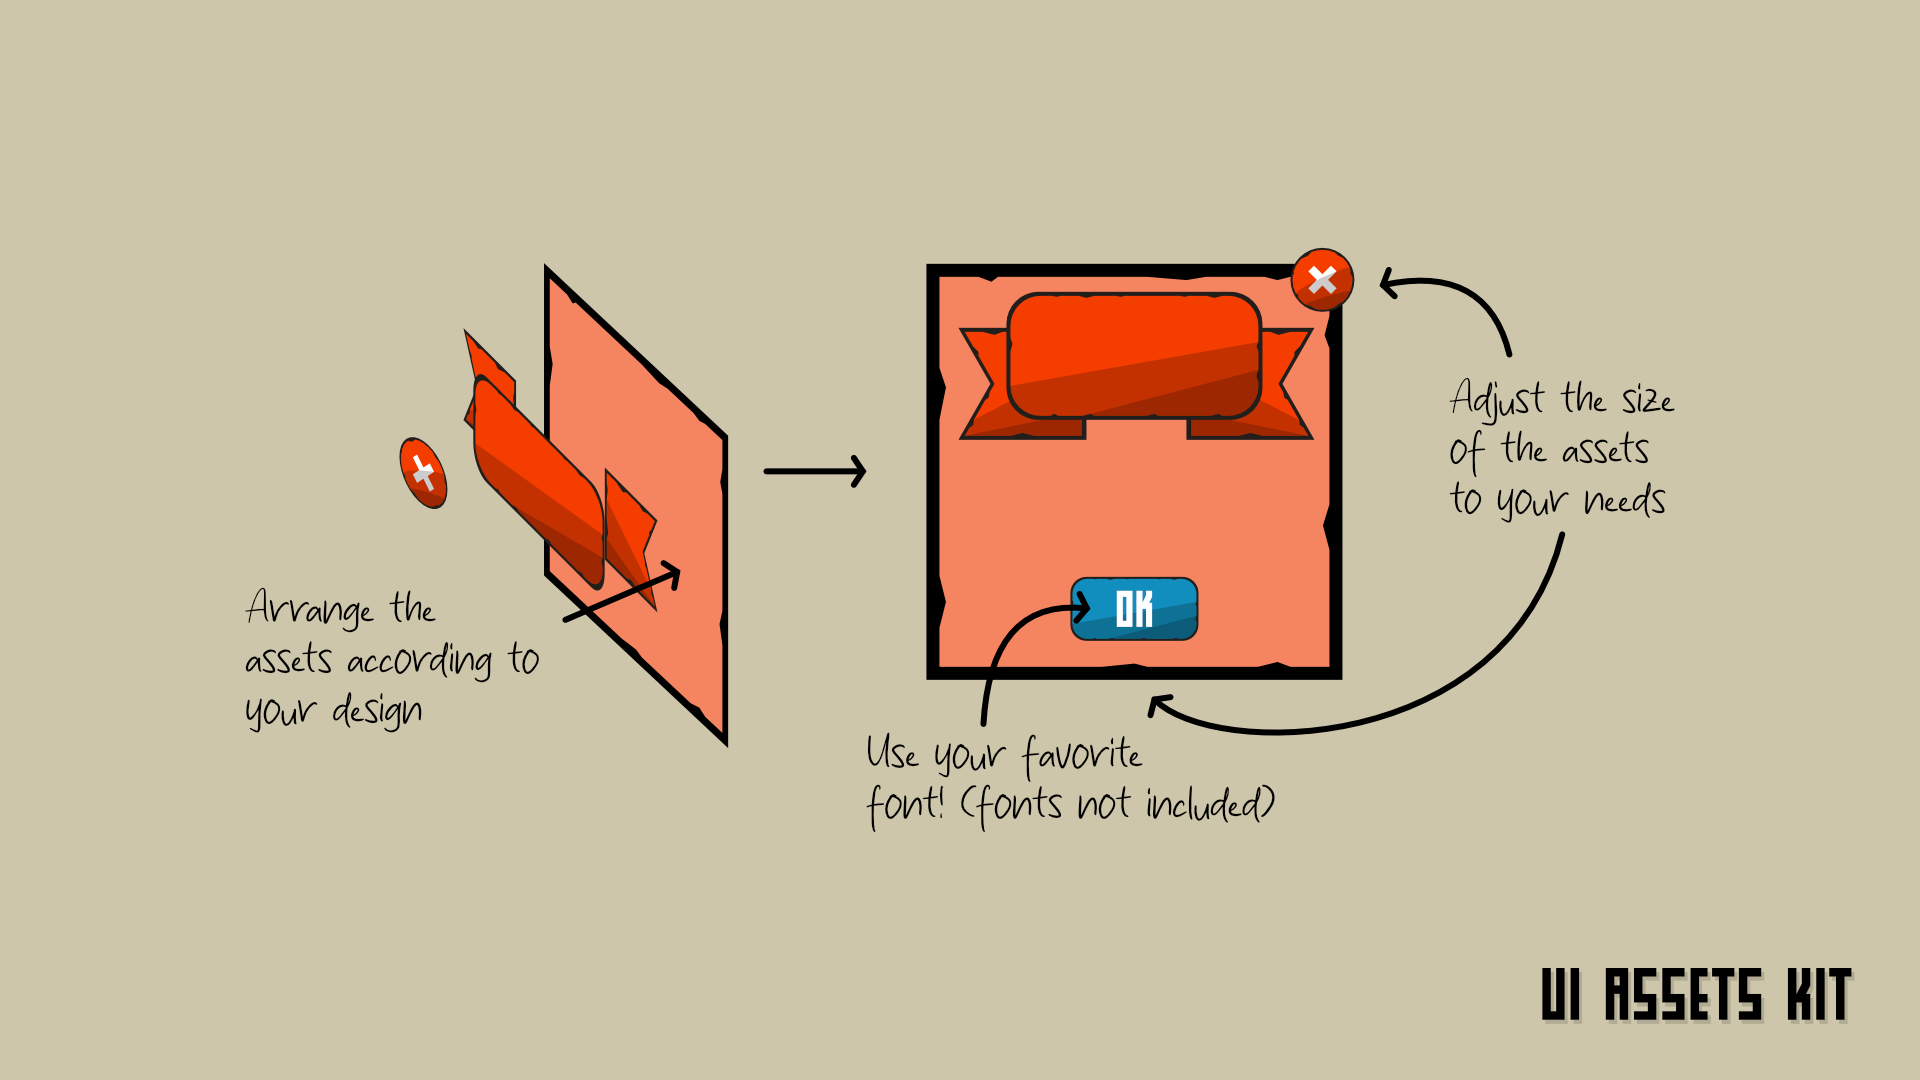 Arrange the
assets according to
your design
OK
Use your favorite
font! (fonts not included)
Adjust the size
of the assets
to your needs
UI ASSETS KIT